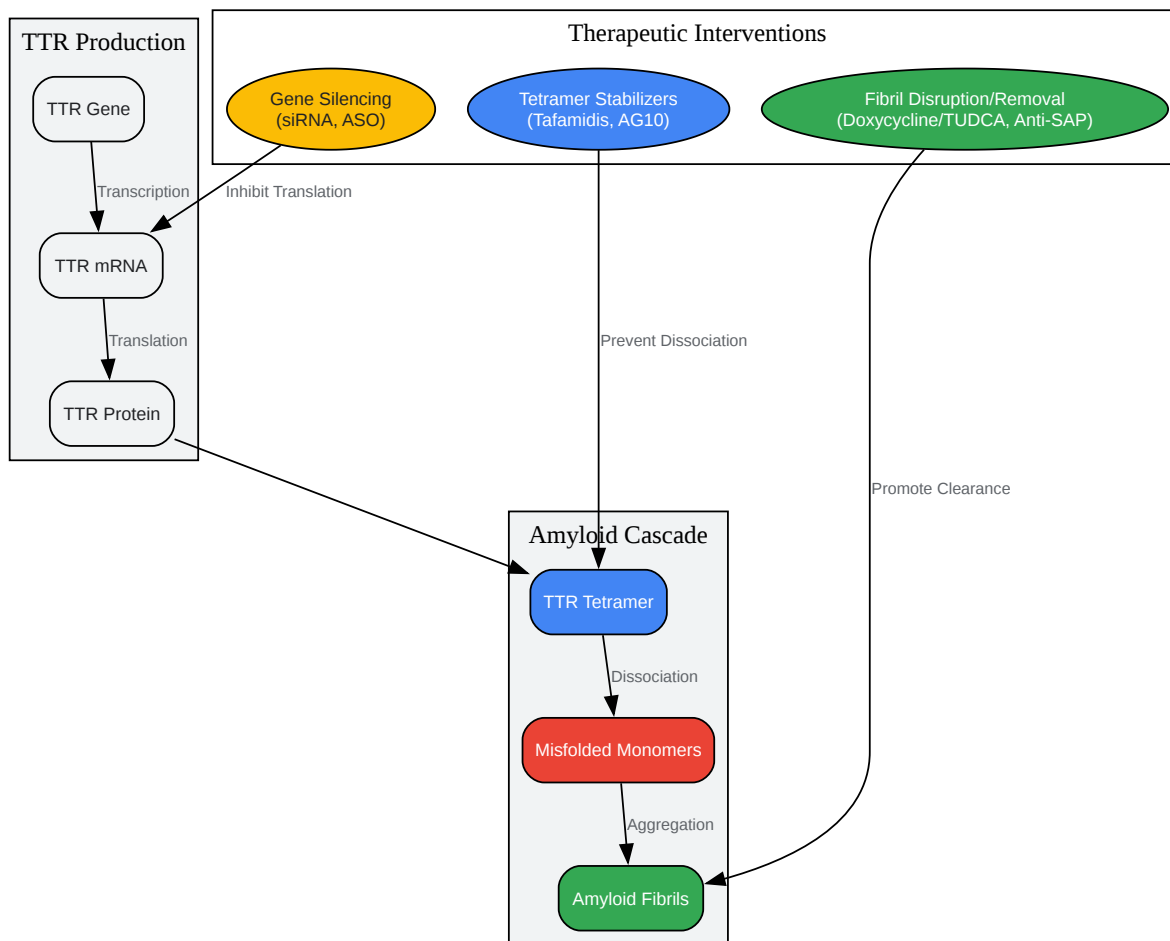 TTR Production
Therapeutic Interventions
TTR Gene
Gene Silencing
(siRNA, ASO)
Tetramer Stabilizers
(Tafamidis, AG10)
Fibril Disruption/Removal
(Doxycycline/TUDCA, Anti-SAP)
Transcription
Inhibit Translation
TTR mRNA
Translation
Prevent Dissociation
TTR Protein
Promote Clearance
Amyloid Cascade
TTR Tetramer
Dissociation
Misfolded Monomers
Aggregation
Amyloid Fibrils